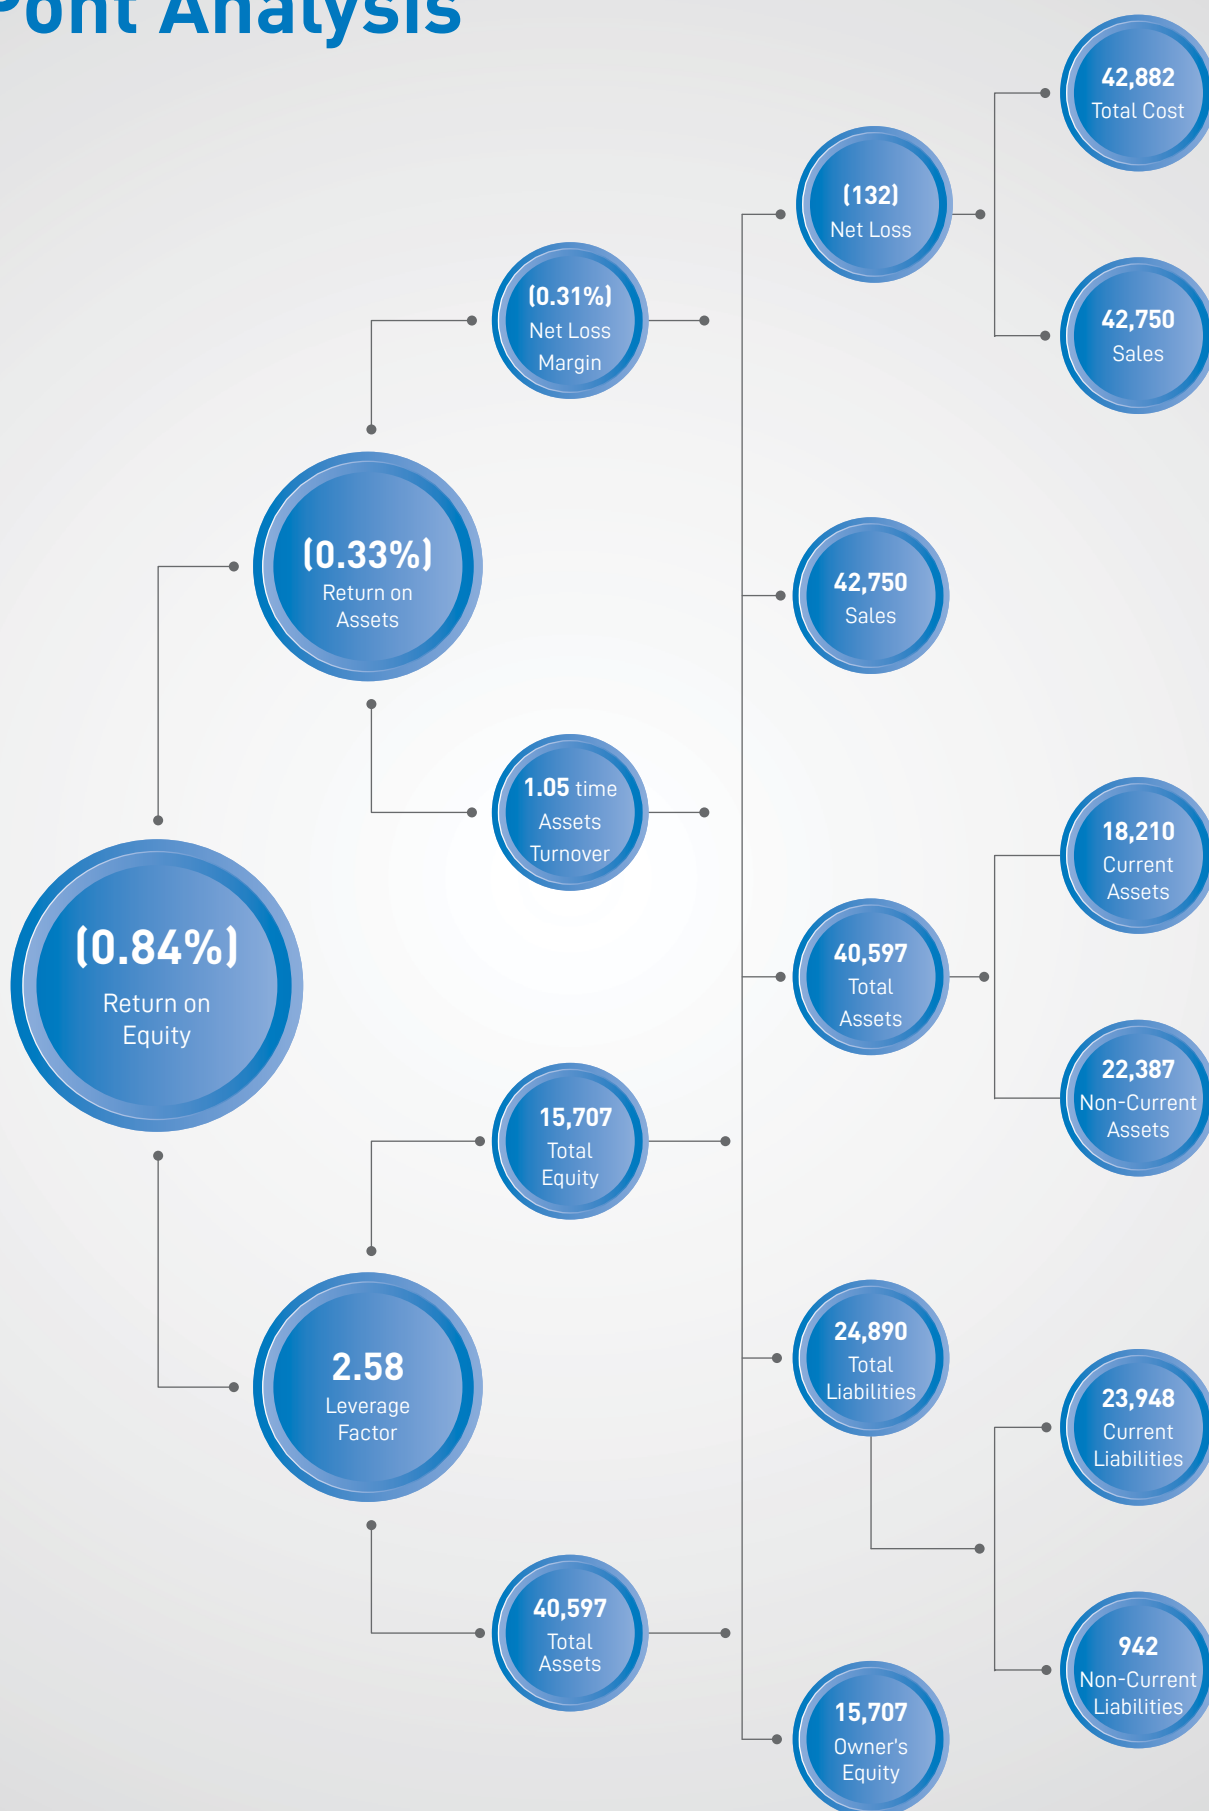 Pont Analysis
42,882
Total Cost
(132)
Net Loss
42,750
Sales
(0.31%)
Net Loss
Margin
(0.33%)
Return on
Assets
42,750
Sales
1.05 time
Assets
Turnover
18,210
Current
Assets
(0.84%)
Return on
Equity
40,597
Total
Assets
22,387
Non-Current
Assets
15,707
Total
Equity
24,890
Total
Liabilities
2.58
Leverage
Factor
23,948
Current
Liabilities
40,597
Total
Assets
942
Non-Current
Liabilities
15,707
Owner's
Equity